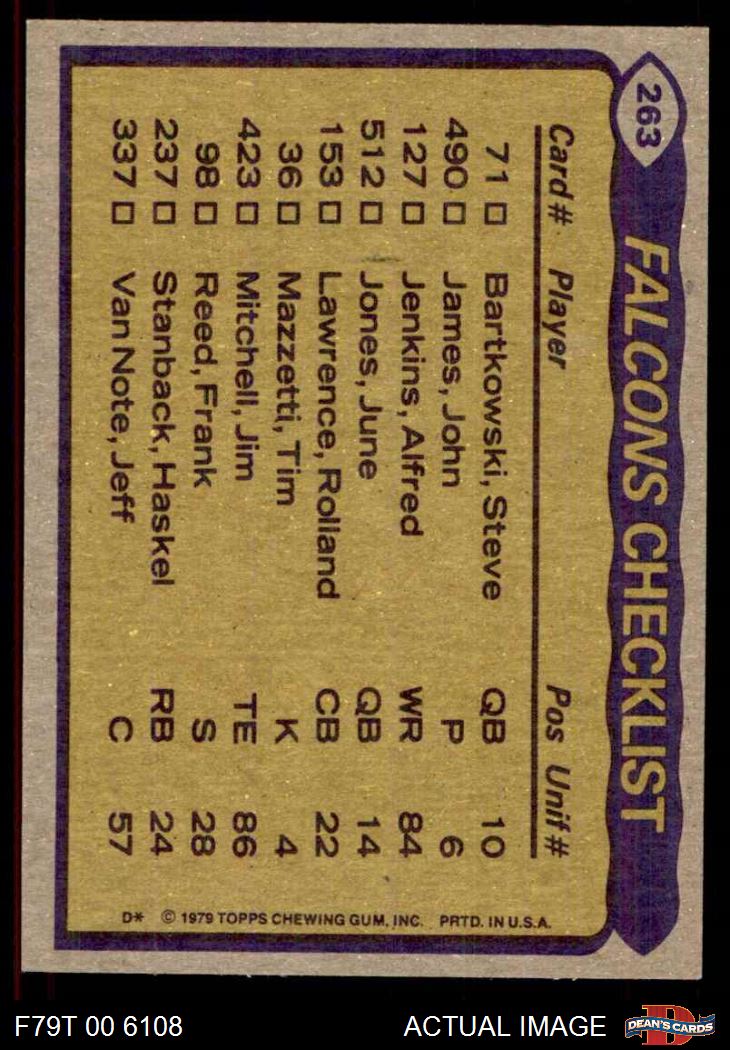 263
FALCONS CHECKLIST
Card # Player Pos Unif #
71 Bartkowski, Steve QB 10
490 James, John P 6
127 Jenkins, Alfred WR 84
512 Jones, June QB 14
153 Lawrence, Rolland CB 22
36 Mazzetti, Tim K 4
423 Mitchell, Jim TE 86
98 Reed, Frank S 28
237 Stanback, Haskel RB 24
337 Van Note, Jeff C 57
D* © 1979 TOPPS CHEWING GUM, INC. PRTD. IN U.S.A.
F79T 00 6108 ACTUAL IMAGE
D
DEAN'S CARDS